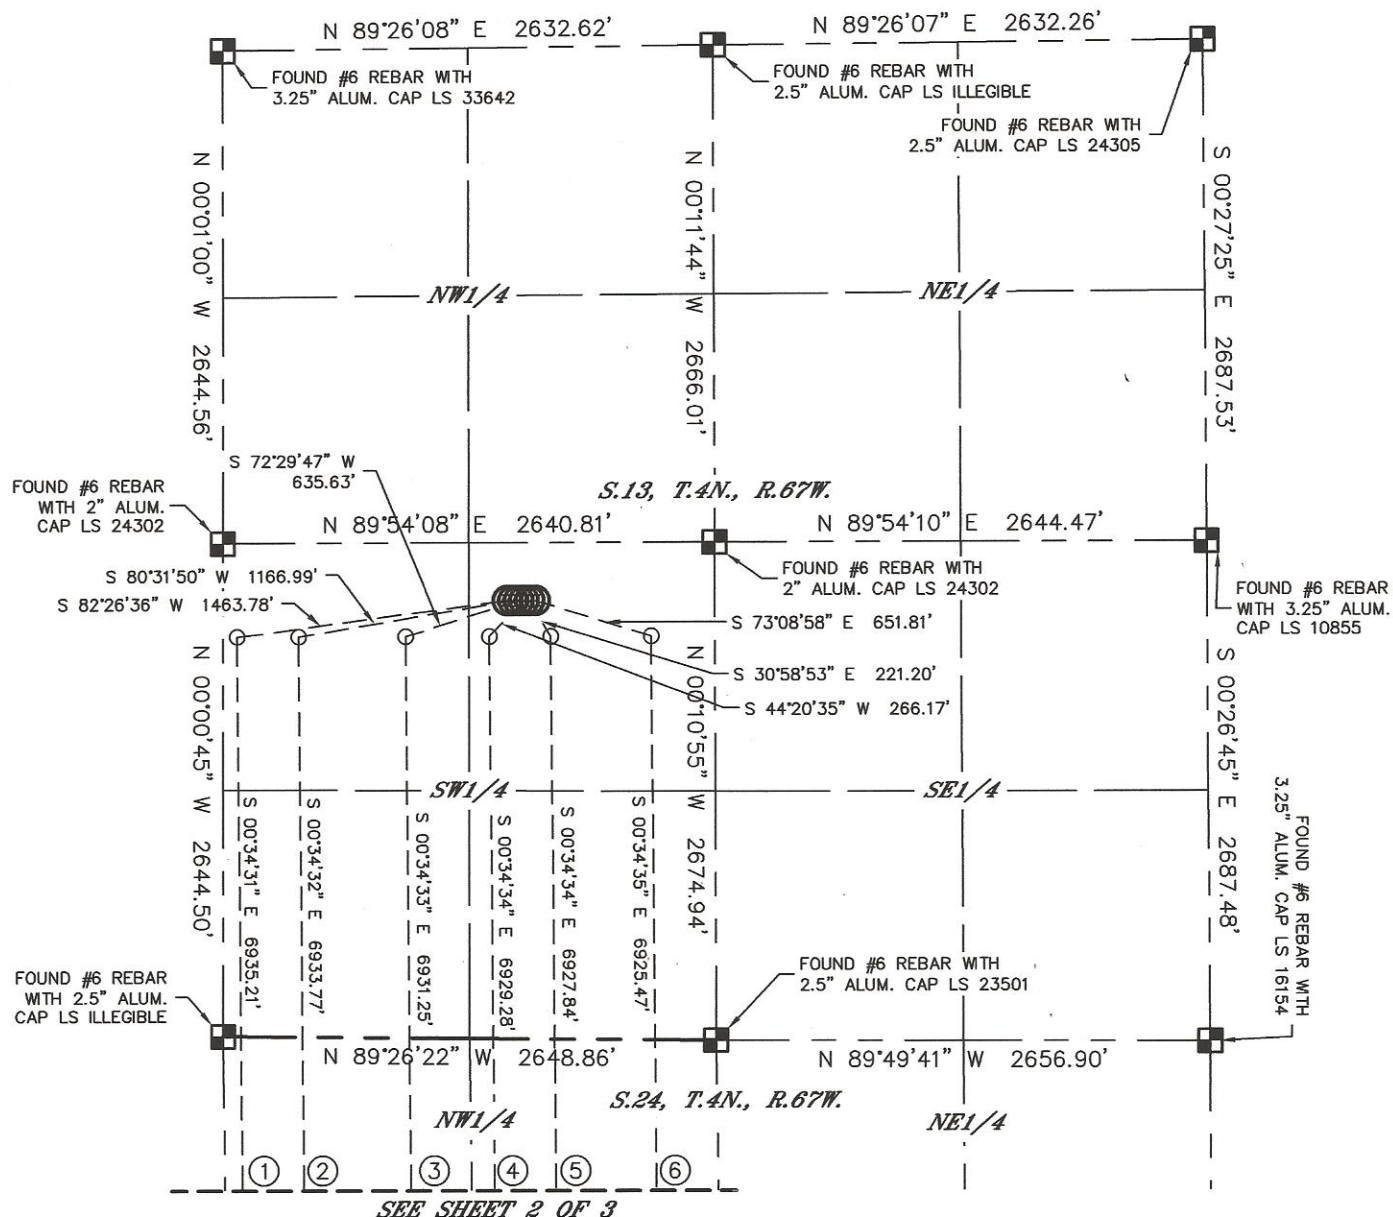 N 89°26'08" E 2632.62'
N 89°26'07" E 2632.26'
FOUND #6 REBAR WITH
3.25" ALUM. CAP LS 33642
FOUND #6 REBAR WITH
2.5" ALUM. CAP LS ILLEGIBLE
FOUND #6 REBAR WITH
2.5" ALUM. CAP LS 24305
N 00°01'00" W 2644.56'
N 00°11'44" W 2666.01'
S 00°27'25" E 2687.53'
NW1/4
NE1/4
S 72°29'47" W
635.63'
S.13, T.4N., R.67W.
FOUND #6 REBAR
WITH 2" ALUM.
CAP LS 24302
N 89°54'08" E 2640.81'
N 89°54'10" E 2644.47'
FOUND #6 REBAR WITH
2" ALUM. CAP LS 24302
FOUND #6 REBAR
WITH 3.25" ALUM.
CAP LS 10855
S 80°31'50" W 1166.99'
S 82°26'36" W 1463.78'
S 73°08'58" E 651.81'
S 30°58'53" E 221.20'
S 44°20'35" W 266.17'
N 00°00'45" W 2644.50'
N 00°10'55" W 2674.94'
S 00°26'45" E 2687.48'
SW1/4
SE1/4
S 00°34'31" E 6935.21'
S 00°34'32" E 6933.77'
S 00°34'33" E 6931.25'
S 00°34'34" E 6929.28'
S 00°34'34" E 6927.84'
S 00°34'35" E 6925.47'
FOUND #6 REBAR WITH
3.25" ALUM. CAP LS 16154
FOUND #6 REBAR
WITH 2.5" ALUM.
CAP LS ILLEGIBLE
FOUND #6 REBAR WITH
2.5" ALUM. CAP LS 23501
N 89°26'22" W 2648.86'
N 89°49'41" W 2656.90'
S.24, T.4N., R.67W.
NW1/4
NE1/4
1 2 3 4 5 6
SEE SHEET 2 OF 3